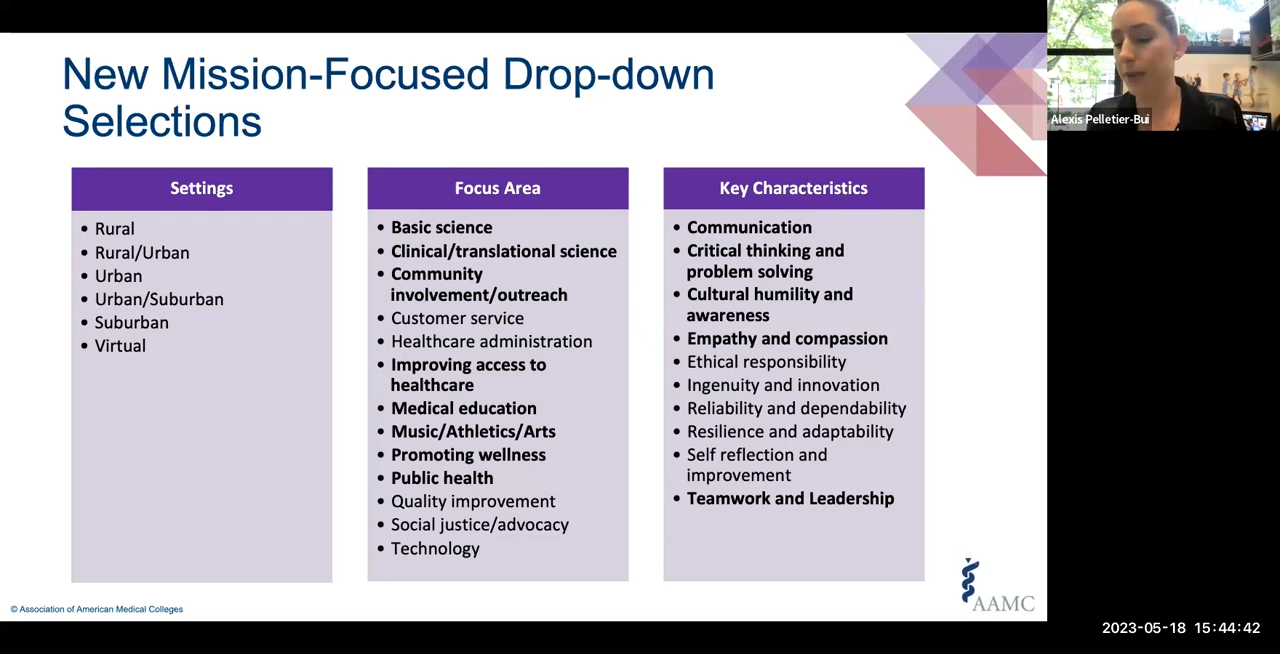 New Mission-Focused Drop-down
Selections
Settings
• Rural
• Rural/Urban
• Urban
• Urban/Suburban
• Suburban
• Virtual
Focus Area
• Basic science
• Clinical/translational science
• Community
involvement/outreach
• Customer service
• Healthcare administration
• Improving access to
healthcare
• Medical education
• Music/Athletics/Arts
• Promoting wellness
• Public health
• Quality improvement
• Social justice/advocacy
• Technology
Key Characteristics
• Communication
• Critical thinking and
problem solving
• Cultural humility and
awareness
• Empathy and compassion
• Ethical responsibility
• Ingenuity and innovation
• Reliability and dependability
• Resilience and adaptability
• Self reflection and
improvement
• Teamwork and Leadership
© Association of American Medical Colleges
AAMC
Alexis Pelletier-Bui
2023-05-18 15:44:42